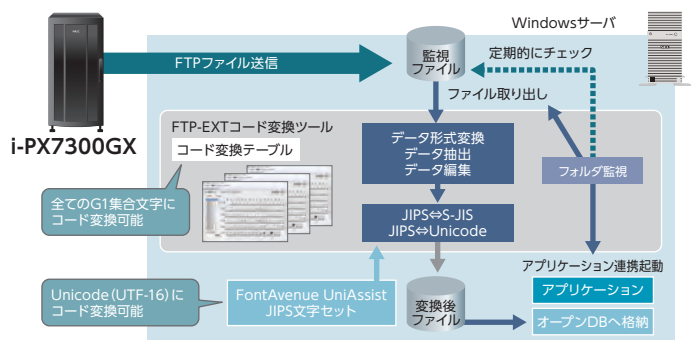 Windowsサーバ
FTPファイル送信
監視
ファイル
定期的にチェック
ファイル取り出し
i-PX7300GX
FTP-EXTコード変換ツール
コード変換テーブル
データ形式変換
データ抽出
データ編集
フォルダ監視
全てのG1集合文字に
コード変換可能
JIPS⇔S-JIS
JIPS⇔Unicode
アプリケーション連携起動
アプリケーション
Unicode(UTF-16)に
コード変換可能
FontAvenue UniAssist
JIPS文字セット
変換後
ファイル
オープンDBへ格納